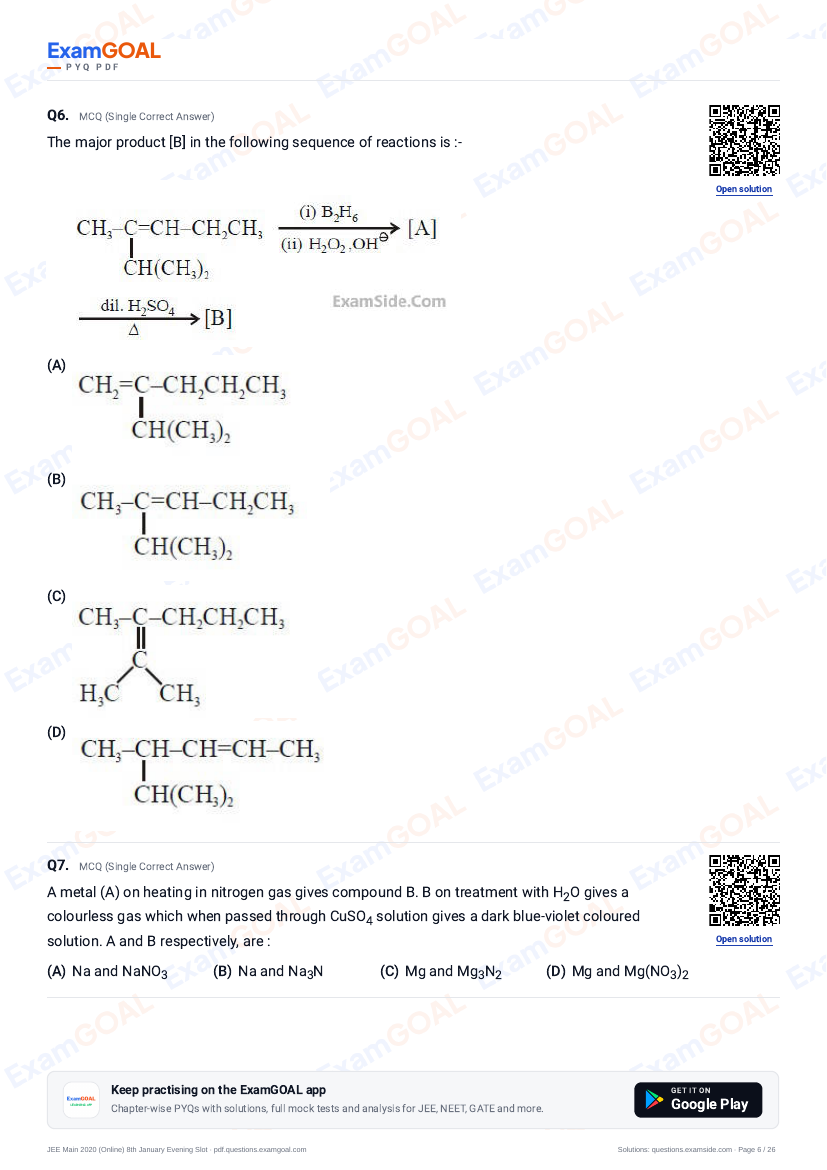 ExamGOAL
PYQ PDF
Q6. MCQ (Single Correct Answer)
The major product [B] in the following sequence of reactions is :-
Open solution
CH₃–C=CH–CH₂CH₃ (i) B₂H₆ [A]
(ii) H₂O₂ ,OH⊖
CH(CH₃)₂
dil. H₂SO₄ [B]
Δ
ExamSide.Com
(A)
CH₂=C–CH₂CH₂CH₃
CH(CH₃)₂
(B)
CH₃–C=CH–CH₂CH₃
CH(CH₃)₂
(C)
CH₃–C–CH₂CH₂CH₃
C
H₃C CH₃
(D)
CH₃–CH–CH=CH–CH₃
CH(CH₃)₂
Q7. MCQ (Single Correct Answer)
A metal (A) on heating in nitrogen gas gives compound B. B on treatment with H₂O gives a
colourless gas which when passed through CuSO₄ solution gives a dark blue-violet coloured
solution. A and B respectively, are :
Open solution
(A) Na and NaNO₃ (B) Na and Na₃N (C) Mg and Mg₃N₂ (D) Mg and Mg(NO₃)₂
Keep practising on the ExamGOAL app
Chapter-wise PYQs with solutions, full mock tests and analysis for JEE, NEET, GATE and more.
GET IT ON
Google Play
JEE Main 2020 (Online) 8th January Evening Slot · pdf.questions.examgoal.com
Solutions: questions.examside.com · Page 6 / 26